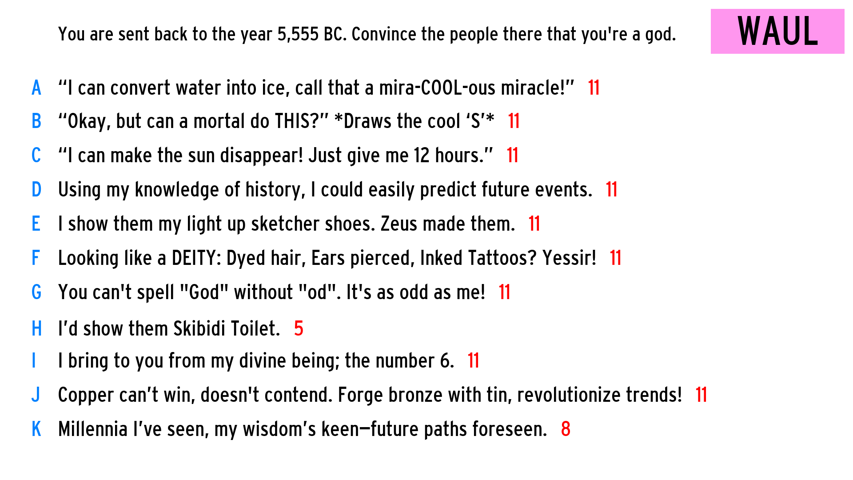 You are sent back to the year 5,555 BC. Convince the people there that you're a god.
WAUL
A “I can convert water into ice, call that a mira-COOL-ous miracle!” 11
B “Okay, but can a mortal do THIS?” *Draws the cool ‘S’* 11
C “I can make the sun disappear! Just give me 12 hours.” 11
D Using my knowledge of history, I could easily predict future events. 11
E I show them my light up sketcher shoes. Zeus made them. 11
F Looking like a DEITY: Dyed hair, Ears pierced, Inked Tattoos? Yessir! 11
G You can't spell "God" without "od". It's as odd as me! 11
H I’d show them Skibidi Toilet. 5
I I bring to you from my divine being; the number 6. 11
J Copper can’t win, doesn't contend. Forge bronze with tin, revolutionize trends! 11
K Millennia I’ve seen, my wisdom’s keen—future paths foreseen. 8